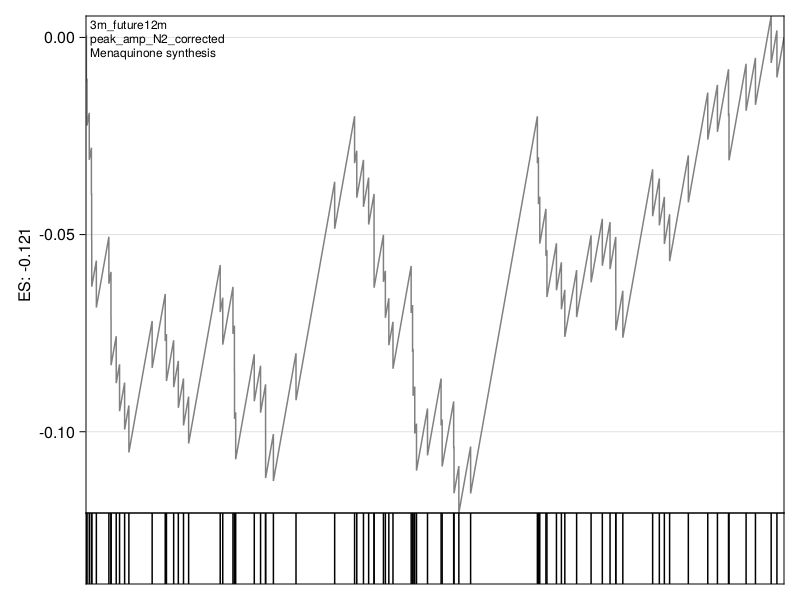 3m_future12m
peak_amp_N2_corrected
Menaquinone synthesis
0.00
-0.05
-0.10
ES: -0.121